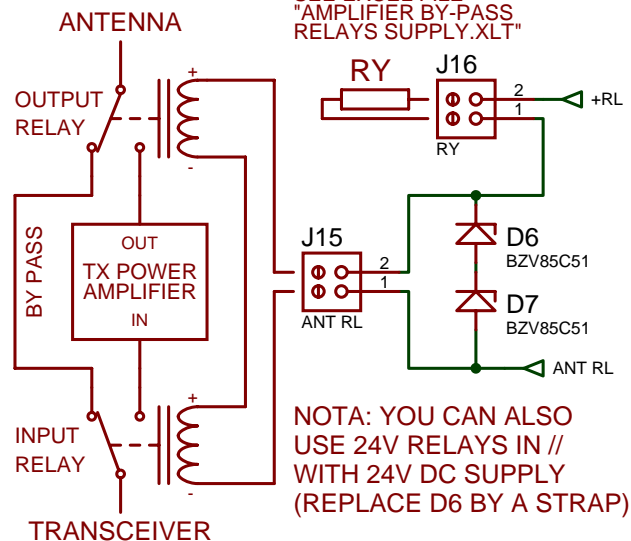 "AMPLIFIER BY-PASS
RELAYS SUPPLY.XLT"
ANTENNA
J16
RY
2
1
+RL
RY
OUTPUT
RELAY
+
-
BY PASS
OUT
TX POWER
AMPLIFIER
IN
J15
2
1
ANT RL
D6
BZV85C51
D7
BZV85C51
ANT RL
INPUT
RELAY
+
-
TRANSCEIVER
NOTA: YOU CAN ALSO
USE 24V RELAYS IN //
WITH 24V DC SUPPLY
(REPLACE D6 BY A STRAP)